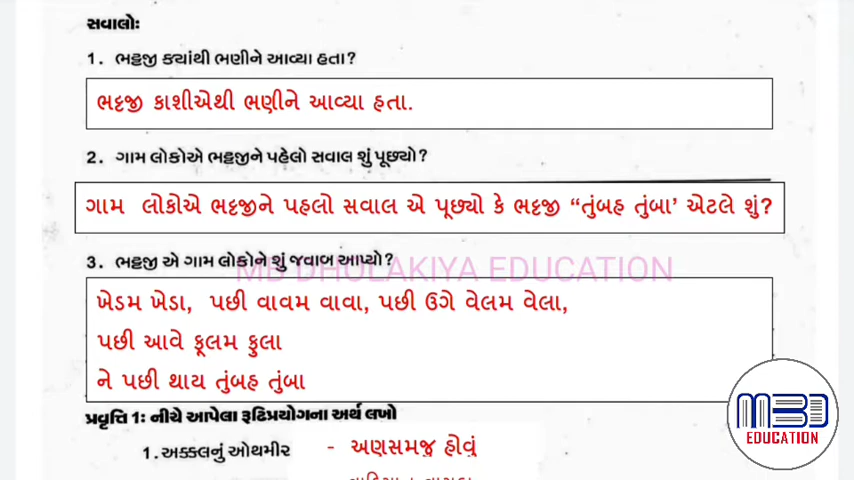 સવાલોઃ
1. ભટ્ટજી ક્યાંથી ભણીને આવ્યા હતા?
ભટ્ટજી કાશીએથી ભણીને આવ્યા હતા.
2. ગામ લોકોએ ભટ્ટજીને પહેલો સવાલ શું પૂછ્યો?
ગામ લોકોએ ભટ્ટજીને પહલો સવાલ એ પૂછ્યો કે ભટ્ટજી “તુંબહ તુંબા’ એટલે શું?
3. ભટ્ટજી એ ગામ લોકોને શું જવાબ આપ્યો?
MB DHOLAKIYA EDUCATION
ખેડમ ખેડા, પછી વાવમ વાવા, પછી ઉગે વેલમ વેલા,
પછી આવે ફૂલમ ફુલા
ને પછી થાય તુંબહ તુંબા
પ્રવૃત્તિ 1: નીચે આપેલા રૂઢિપ્રયોગના અર્થ લખો
1. અક્કલનું ઓથમીર - અણસમજુ હોવું
MBD
EDUCATION